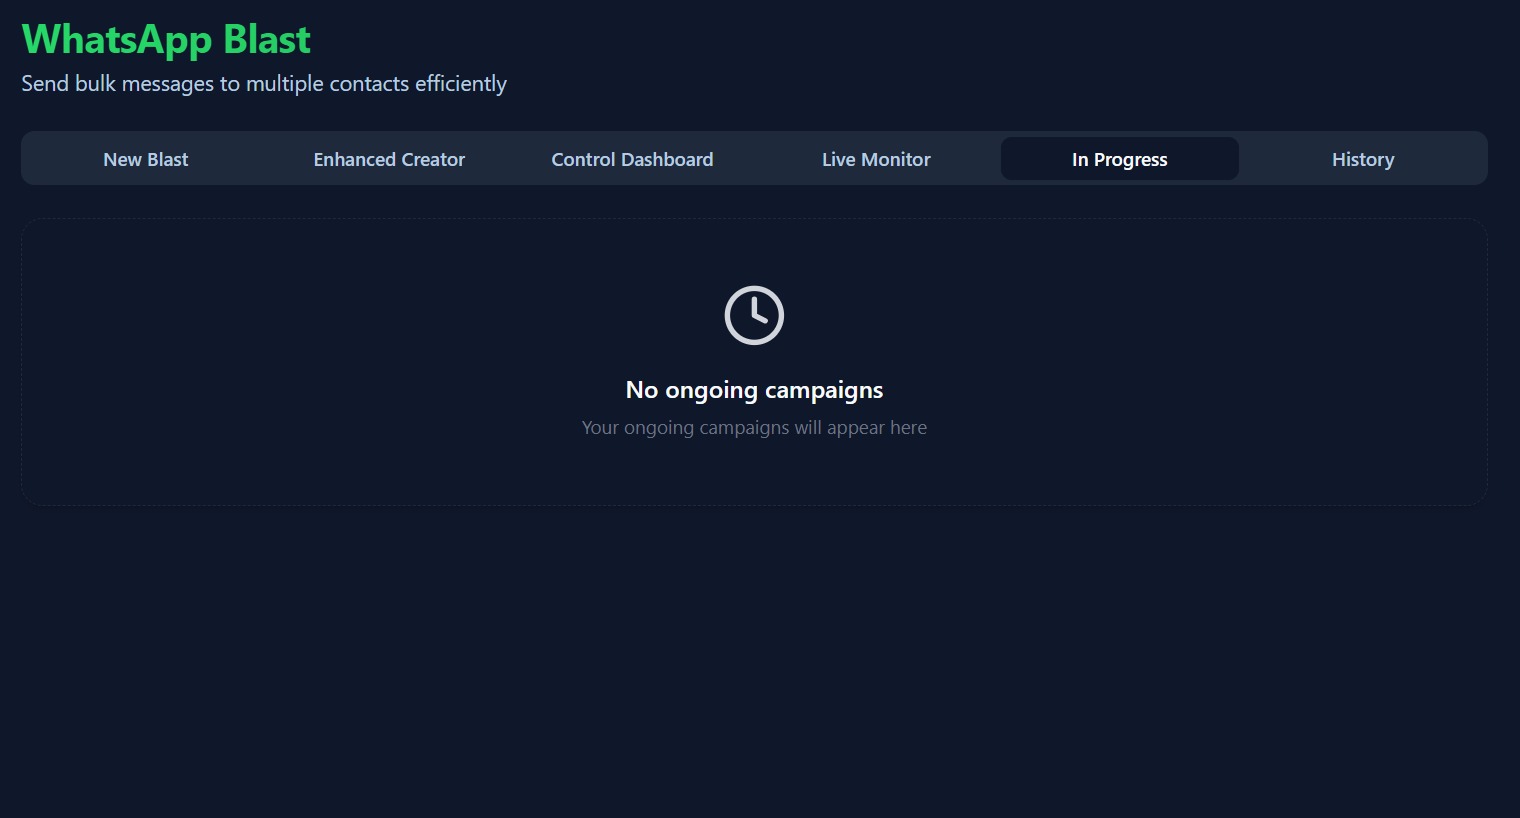 WhatsApp Blast
Send bulk messages to multiple contacts efficiently
New Blast
Enhanced Creator
Control Dashboard
Live Monitor
In Progress
History
No ongoing campaigns
Your ongoing campaigns will appear here